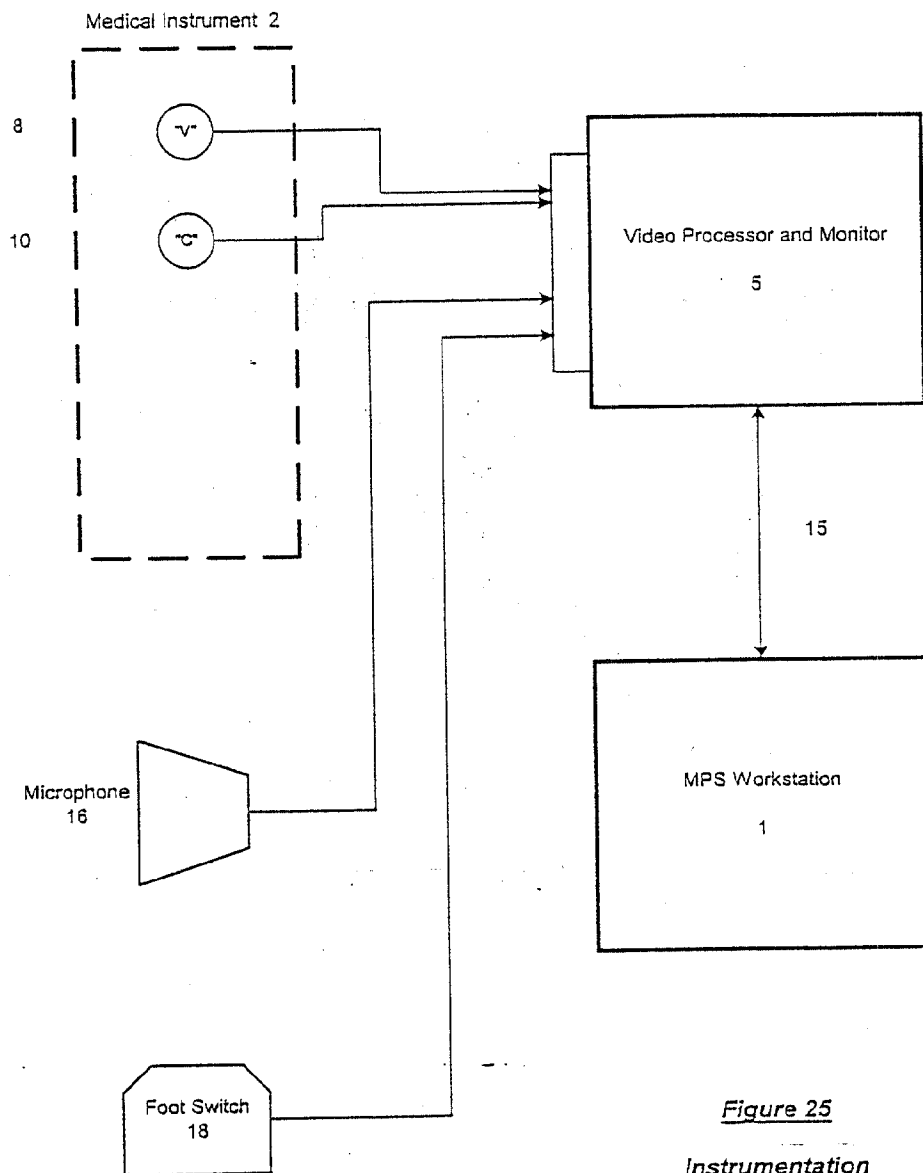 Medical Instrument 2
8
"V"
10
"C"
Video Processor and Monitor
5
15
MPS Workstation
1
Microphone
16
Foot Switch
18
Figure 25
Instrumentation